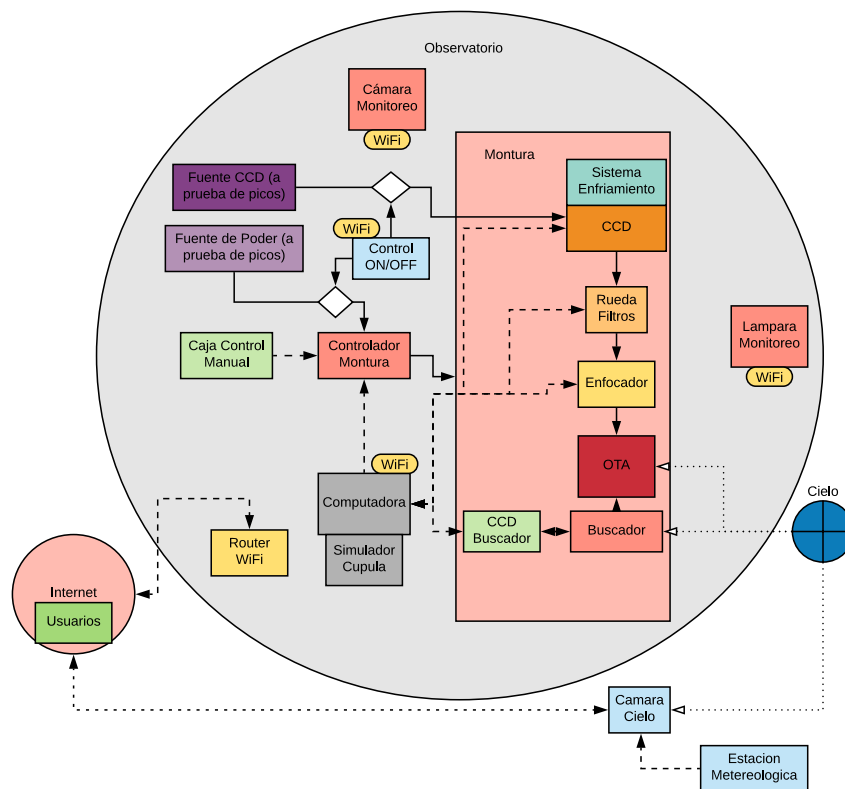 Observatorio
Cámara
Monitoreo
WiFi
Montura
Sistema
Enfriamiento
Fuente CCD (a
prueba de picos)
CCD
WiFi
Fuente de Poder (a
prueba de picos)
Control
ON/OFF
Rueda
Filtros
Lampara
Monitoreo
WiFi
Caja Control
Manual
Controlador
Montura
Enfocador
OTA
WiFi
Computadora
Cielo
CCD
Buscador
Buscador
Router
WiFi
Simulador
Cupula
Internet
Usuarios
Camara
Cielo
Estacion
Metereologica